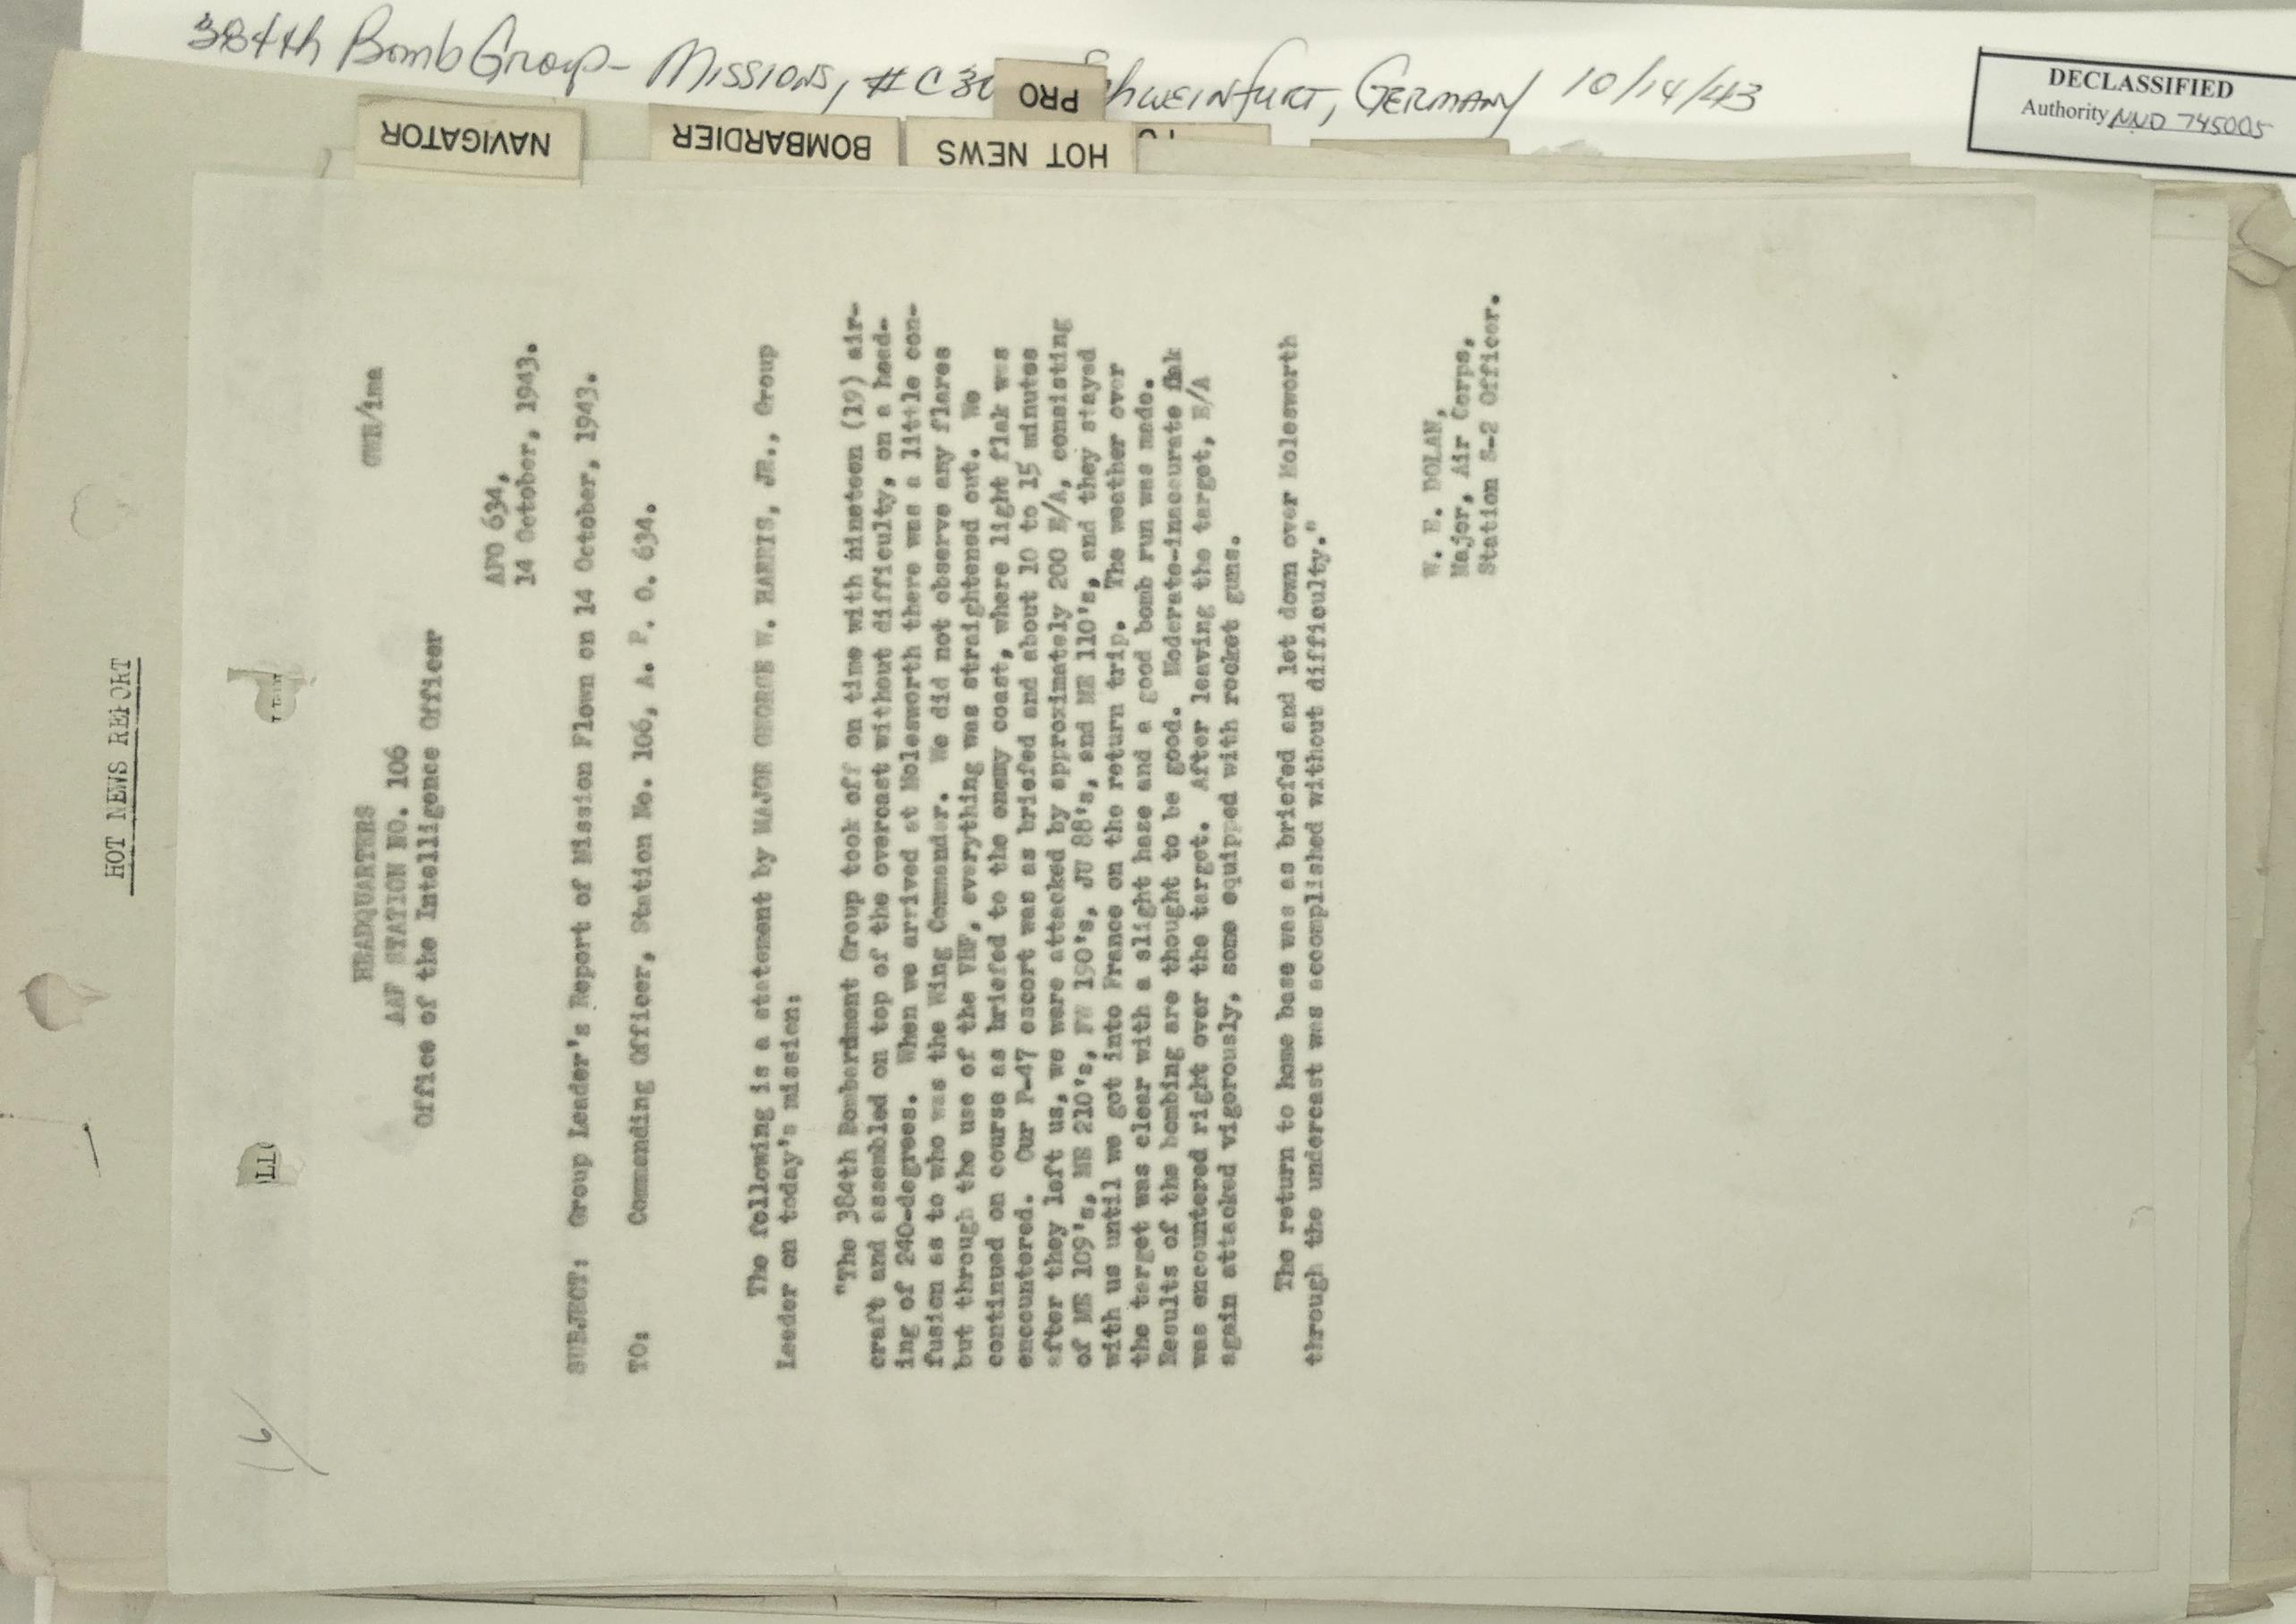 384th Bomb Group - Missions, #C30 Schweinfurt, Germany 10/14/43
DECLASSIFIED
Authority NND 745005
PRO
NAVIGATOR
BOMBARDIER
HOT NEWS
HOT NEWS REPORT
16/
HEADQUARTERS
AAF STATION NO. 106
Office of the Intelligence Officer
APO 634,
14 October, 1943.
SUBJECT: Group Leader's Report of Mission Flown on 14 October, 1943.
TO: Commanding Officer, Station No. 106, A. P. O. 634.
The following is a statement by MAJOR GEORGE W. HARRIS, JR., Group
Leader on today's mission:
"The 384th Bombardment Group took off on time with nineteen (19) air-
craft and assembled on top of the overcast without difficulty, on a head-
ing of 240-degrees. When we arrived at Molesworth there was a little con-
fusion as to who was the Wing Commander. We did not observe any flares
but through the use of the VHF, everything was straightened out. We
continued on course as briefed to the enemy coast, where light flak was
encountered. Our P-47 escort was as briefed and about 10 to 15 minutes
after they left us, we were attacked by approximately 200 E/A, consisting
of ME 109's, ME 210's, FW 190's, JU 88's, and ME 110's, and they stayed
with us until we got into France on the return trip. The weather over
the target was clear with a slight haze and a good bomb run was made.
Results of the bombing are thought to be good. Moderate-inaccurate flak
was encountered right over the target. After leaving the target, E/A
again attacked vigorously, some equipped with rocket guns.
The return to home base was as briefed and let down over Molesworth
through the undercast was accomplished without difficulty."
W. E. DOLAN,
Major, Air Corps,
Station S-2 Officer.